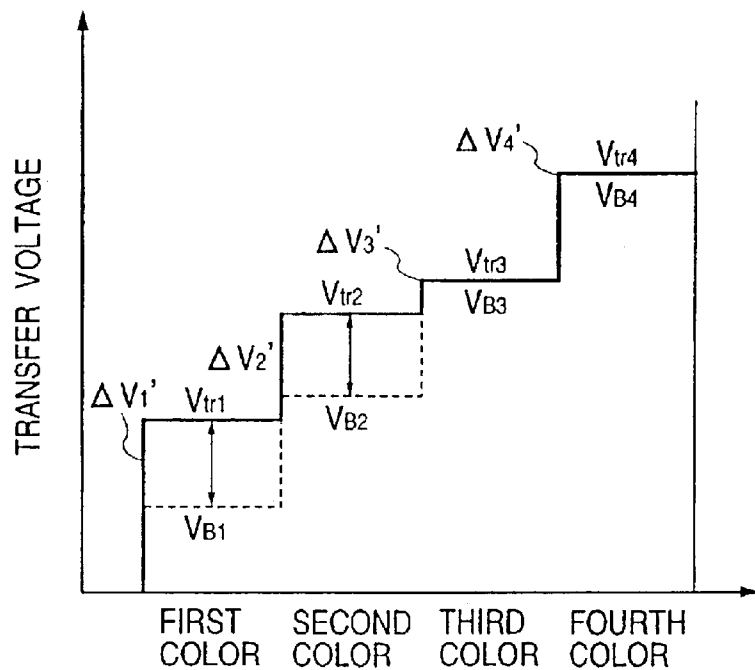 TRANSFER VOLTAGE
ΔV4'
Vtr4
VB4
ΔV3'
Vtr3
VB3
Vtr2
ΔV2'
VB2
ΔV1'
Vtr1
VB1
FIRST COLOR
SECOND COLOR
THIRD COLOR
FOURTH COLOR